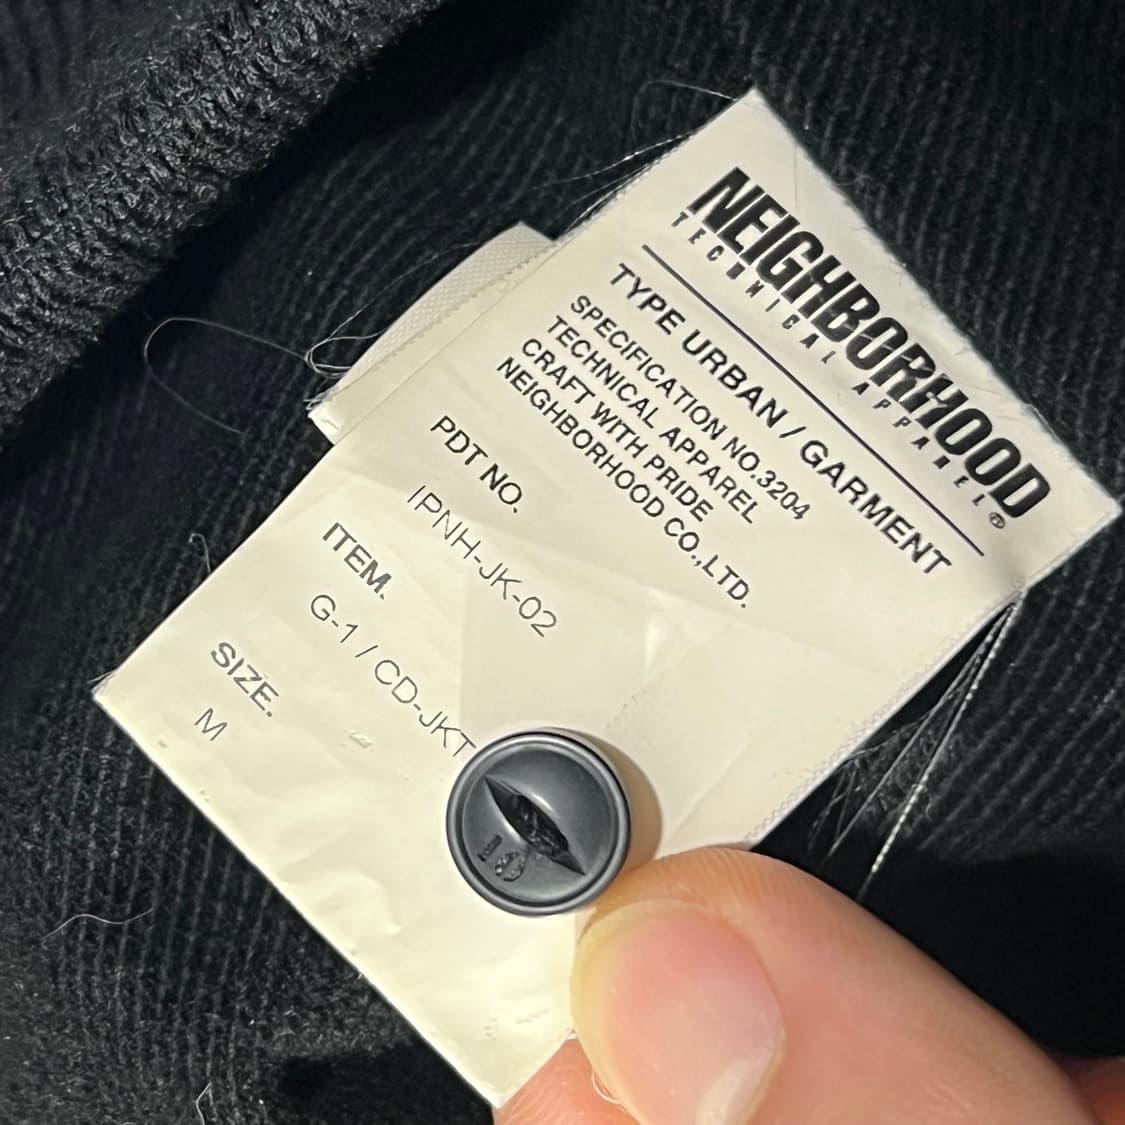 NEIGHBORHOOD
TECHNICAL APPAREL®
TYPE URBAN / GARMENT
SPECIFICATION NO.3204
TECHNICAL APPAREL
CRAFT WITH PRIDE
NEIGHBORHOOD CO.,LTD.
PDT NO.
IPNH-JK-02
ITEM.
G-1 / CD-JKT
SIZE.
M